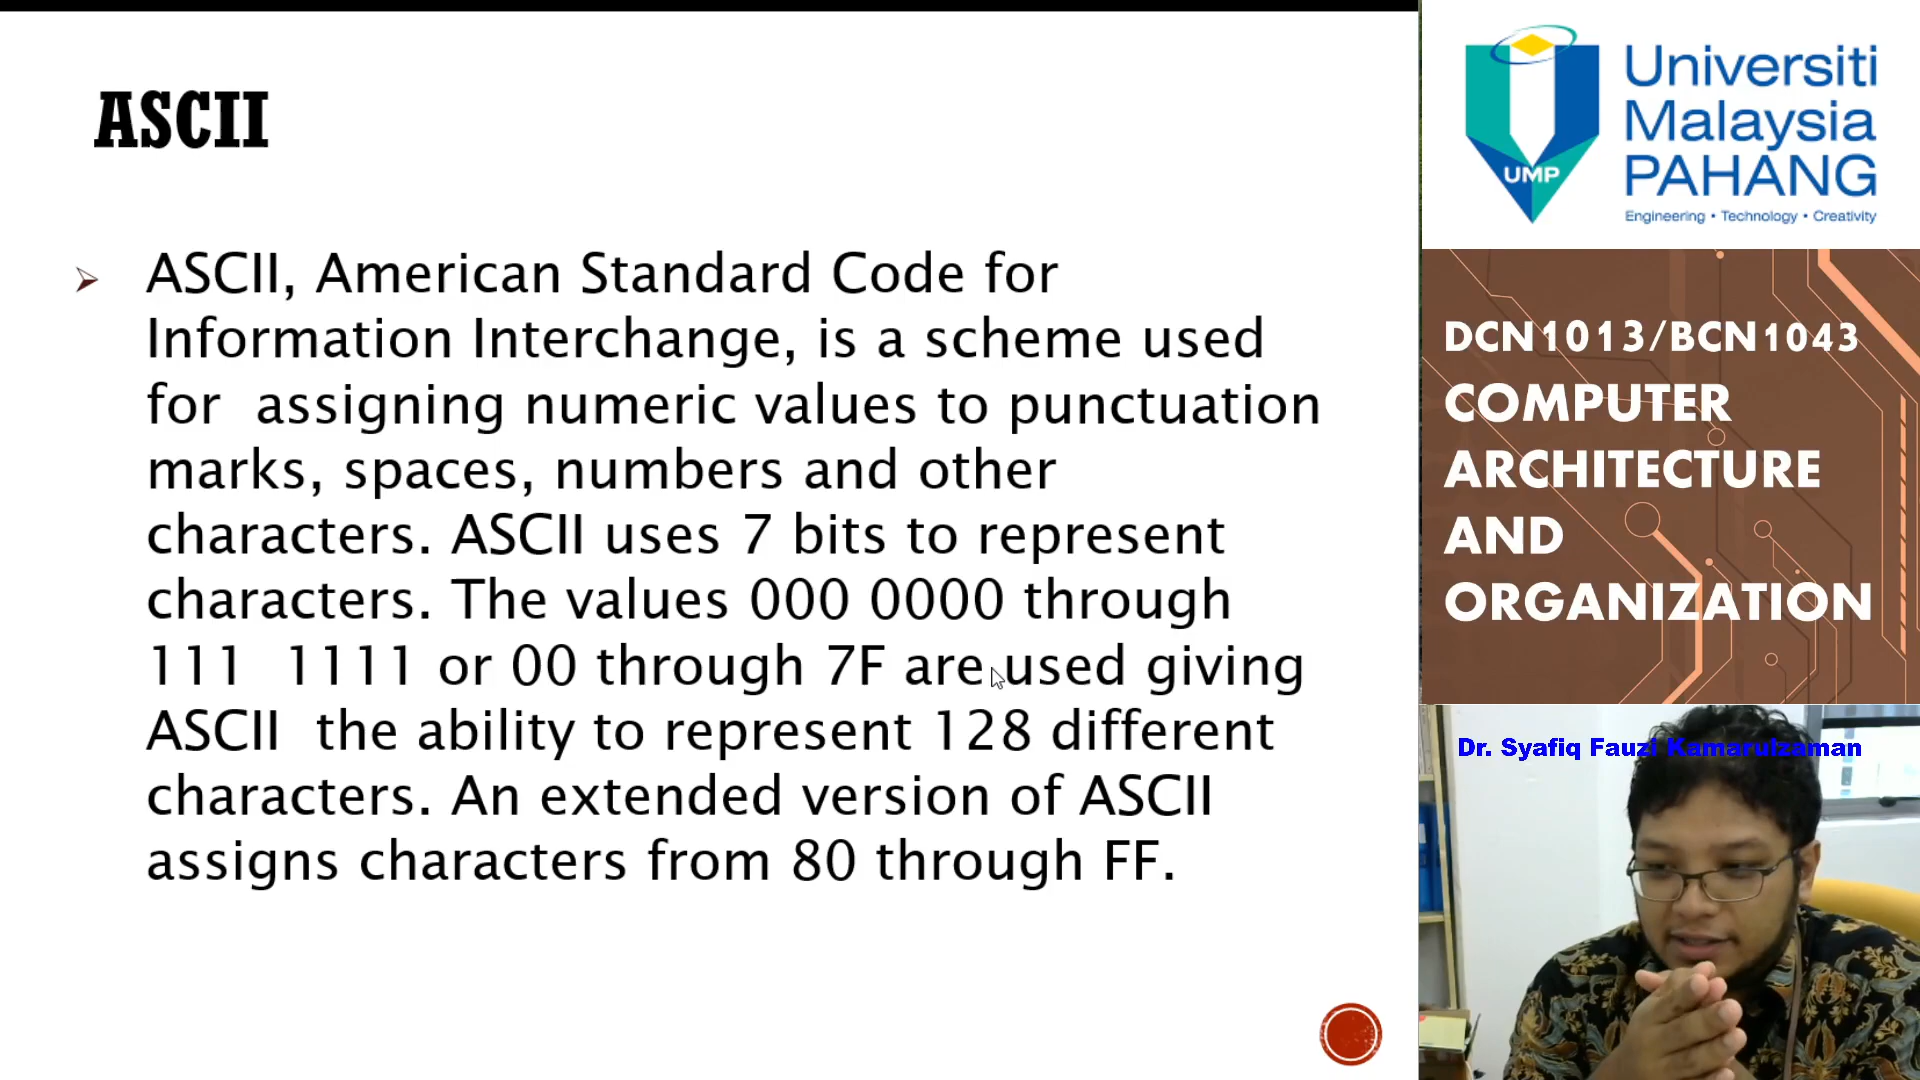 ASCII
ASCII, American Standard Code for
Information Interchange, is a scheme used
for assigning numeric values to punctuation
marks, spaces, numbers and other
characters. ASCII uses 7 bits to represent
characters. The values 000 0000 through
111 1111 or 00 through 7F are used giving
ASCII the ability to represent 128 different
characters. An extended version of ASCII
assigns characters from 80 through FF.
UMP
Universiti
Malaysia
PAHANG
Engineering • Technology • Creativity
DCN1013/BCN1043
COMPUTER
ARCHITECTURE
AND
ORGANIZATION
Dr. Syafiq Fauzi Kamarulzaman